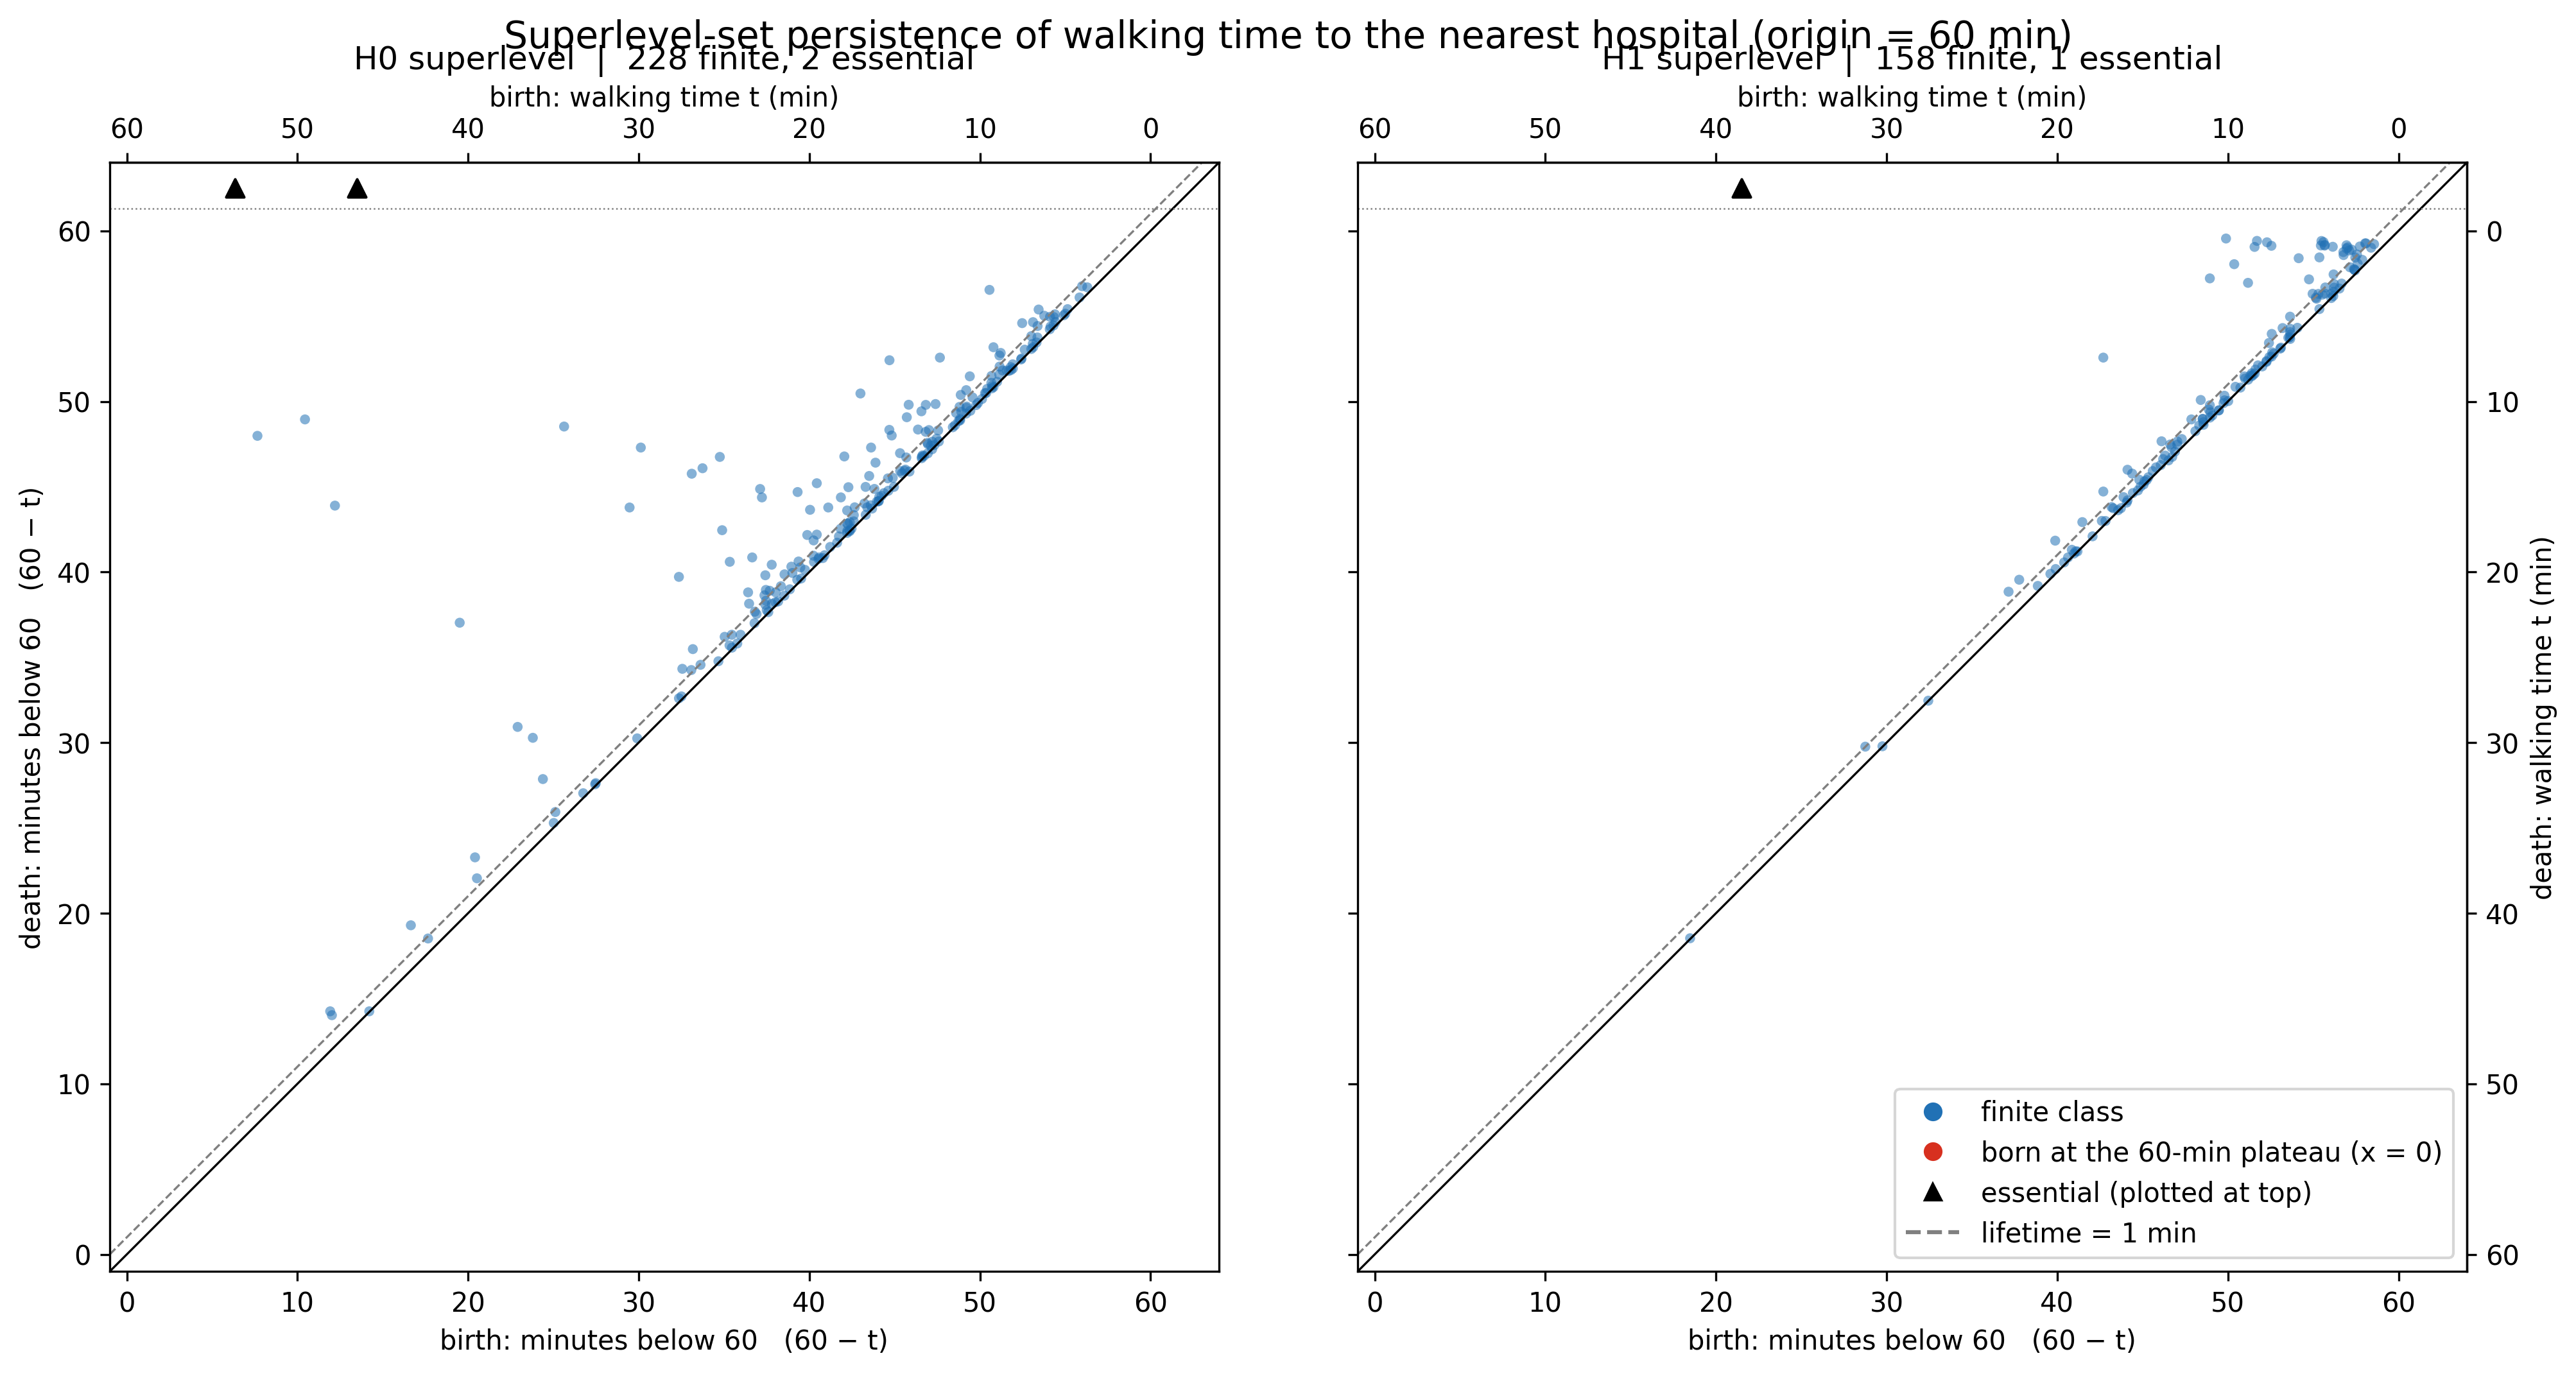 Superlevel-set persistence of walking time to the nearest hospital (origin = 60 min)
H0 superlevel | 228 finite, 2 essential
birth: walking time t (min)
60 50 40 30 20 10 0
60
50
40
30
20
10
0
death: minutes below 60 (60 − t)
0 10 20 30 40 50 60
birth: minutes below 60 (60 − t)
H1 superlevel | 158 finite, 1 essential
birth: walking time t (min)
60 50 40 30 20 10 0
0
10
20
30
40
50
60
death: walking time t (min)
finite class
born at the 60-min plateau (x = 0)
essential (plotted at top)
lifetime = 1 min
0 10 20 30 40 50 60
birth: minutes below 60 (60 − t)